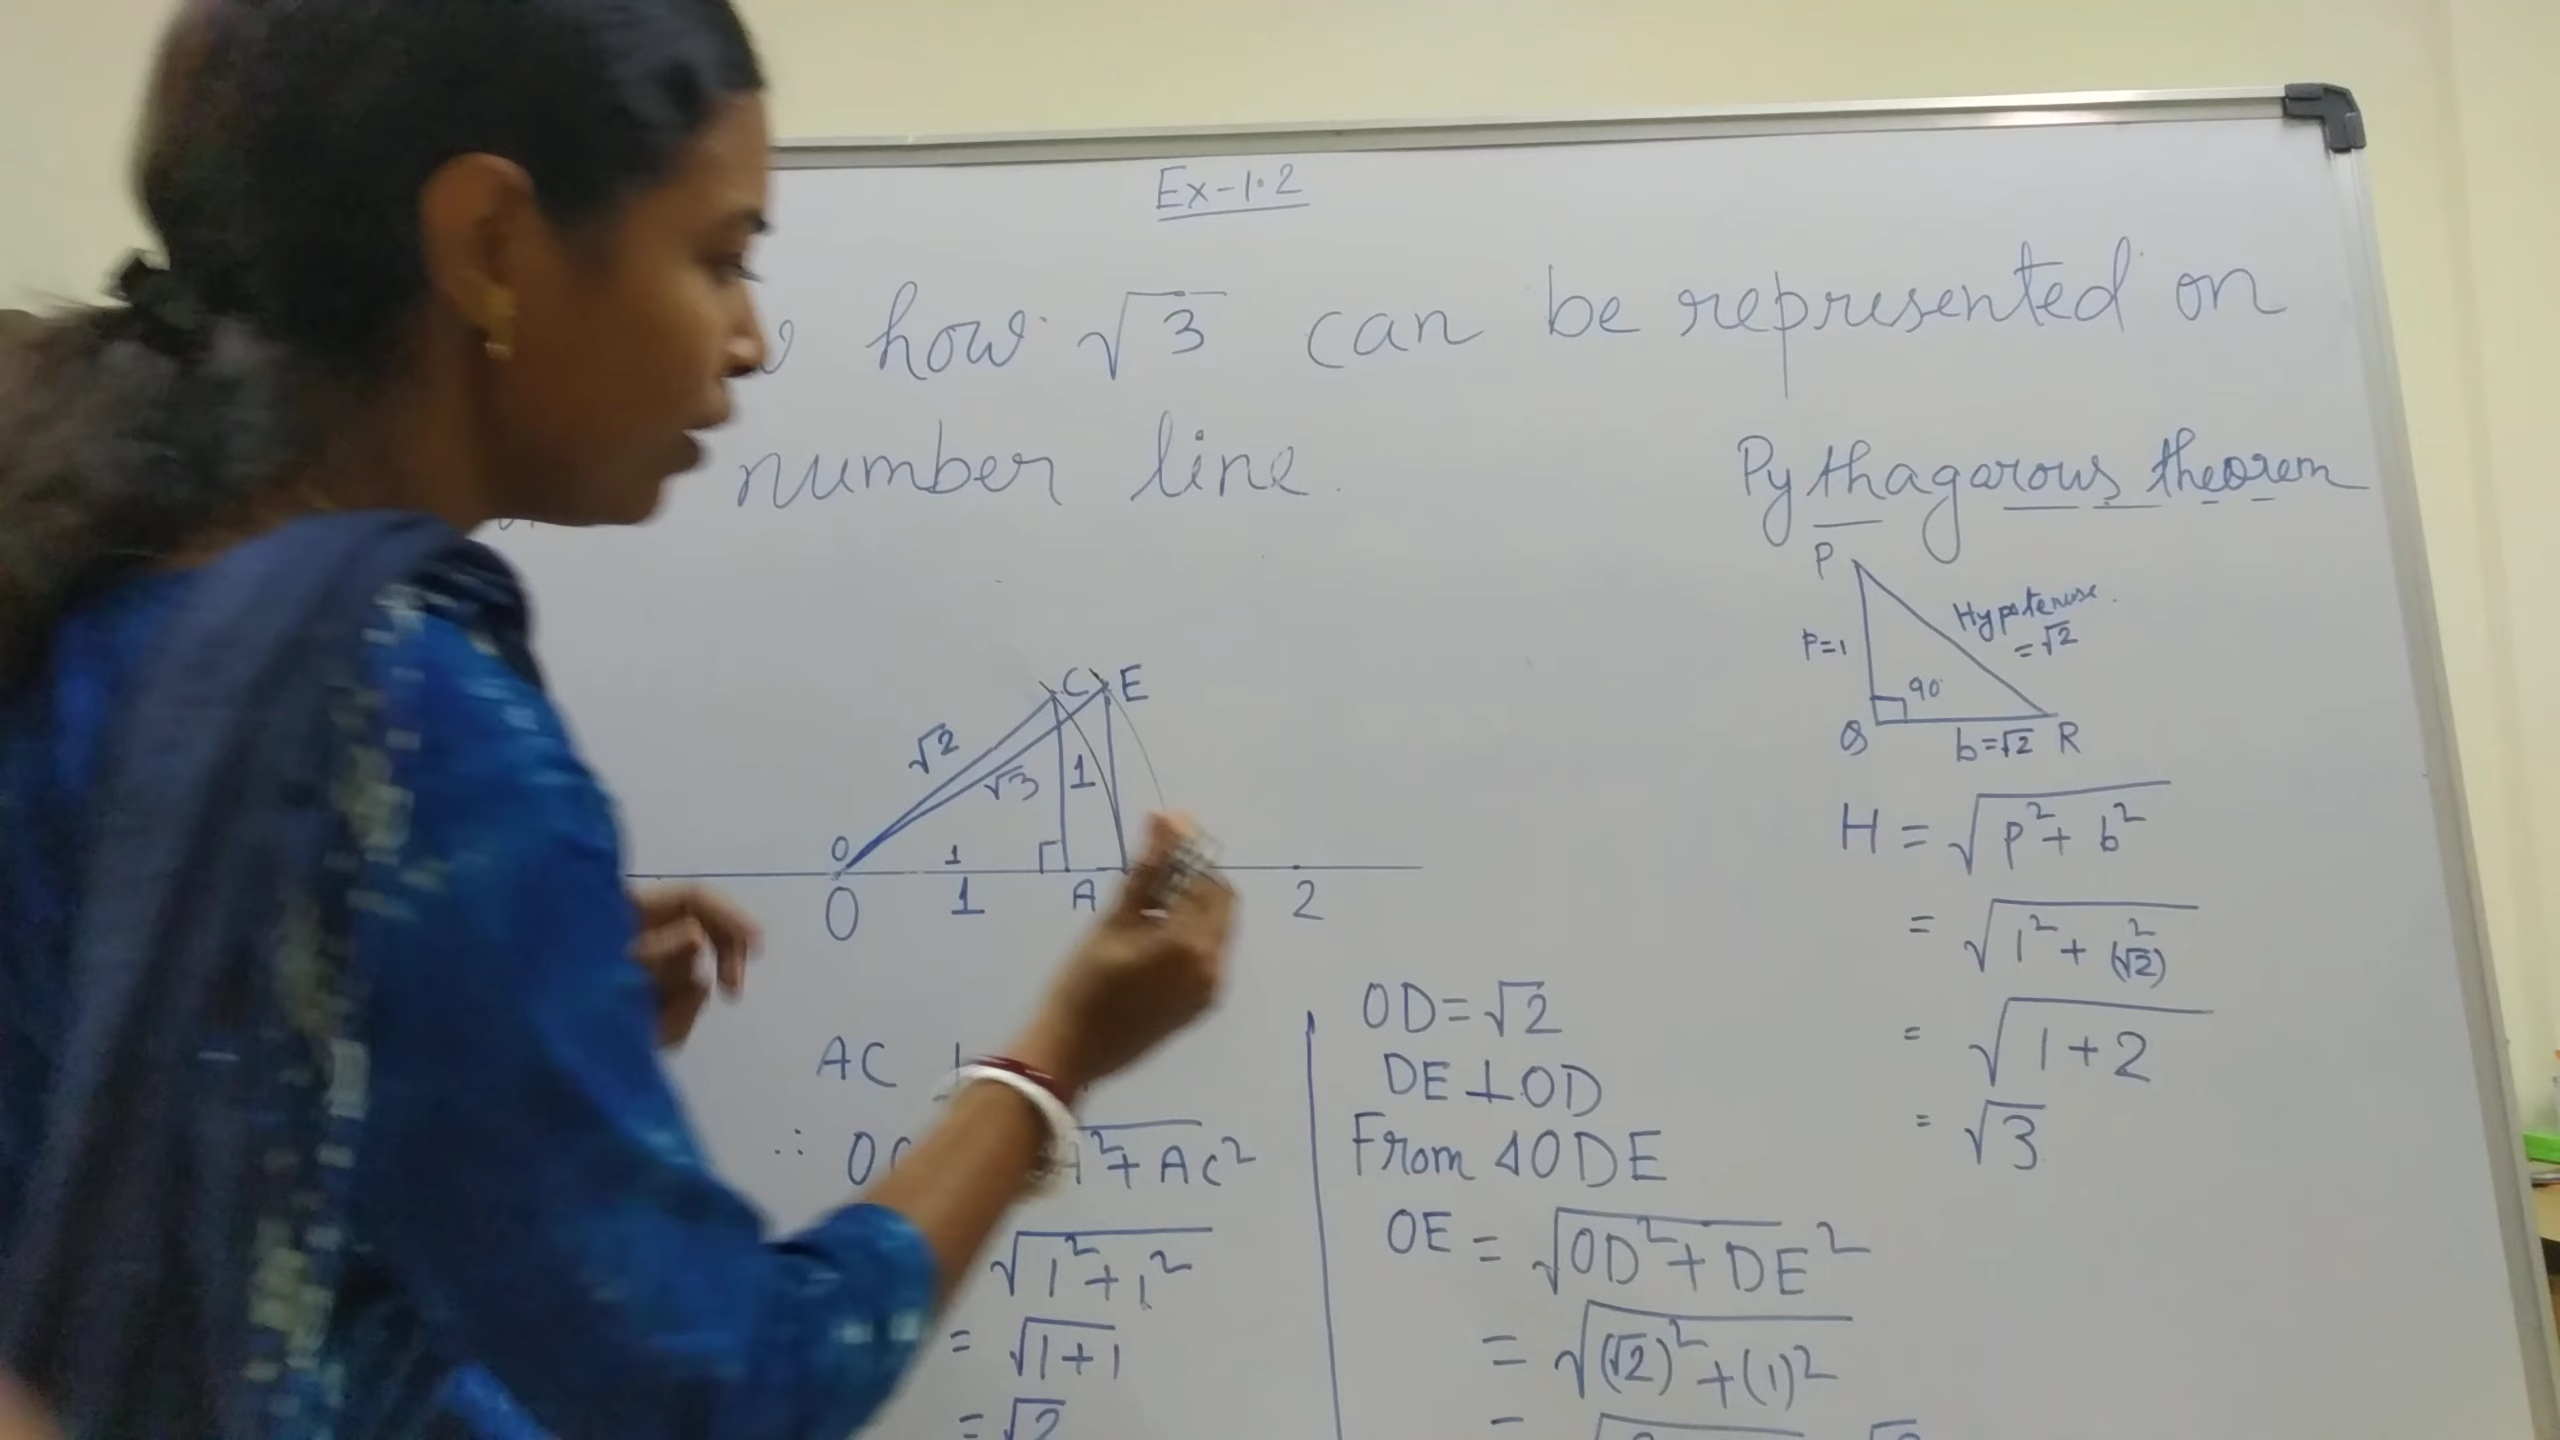 Ex-1.2
how √3 can be represented on
number line.
Pythagorous theorem
P
Hypotenuse
= √2
P=1
90°
Q
b=√2 R
C E
√2
√3
1
O
1
O 1 A 2
H = √p²+ b²
= √1²+ (√2)²
= √1+2
= √3
AC ⊥
∴ OC ²+ AC²
√1²+1²
= √1+1
= √2
OD=√2
DE⊥OD
From ΔODE
OE = √OD²+ DE²
= √(√2)²+(1)²
=